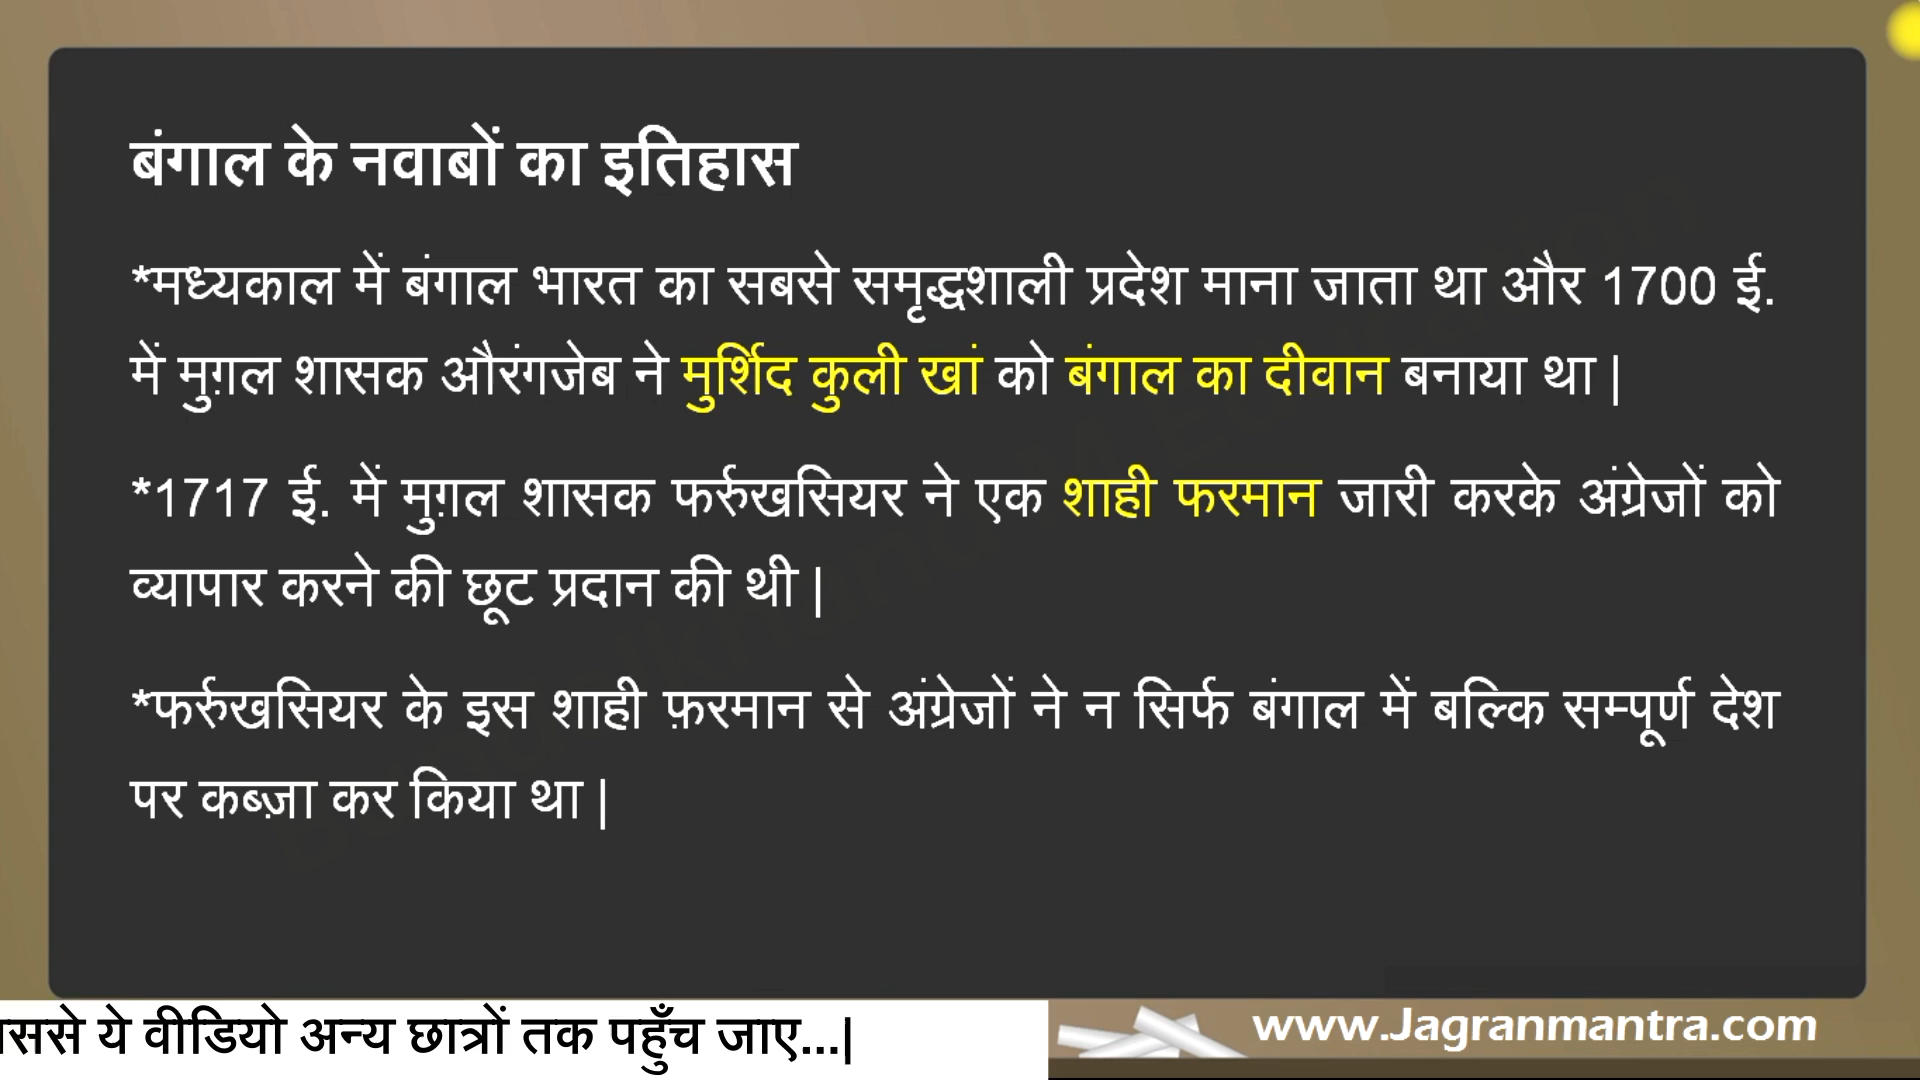 बंगाल के नवाबों का इतिहास
*मध्यकाल में बंगाल भारत का सबसे समृद्धशाली प्रदेश माना जाता था और 1700 ई.
में मुग़ल शासक औरंगजेब ने मुर्शिद कुली खां को बंगाल का दीवान बनाया था |
*1717 ई. में मुग़ल शासक फर्रुखसियर ने एक शाही फरमान जारी करके अंग्रेजों को
व्यापार करने की छूट प्रदान की थी |
*फर्रुखसियर के इस शाही फ़रमान से अंग्रेजों ने न सिर्फ बंगाल में बल्कि सम्पूर्ण देश
पर कब्ज़ा कर किया था |
ये वीडियो अन्य छात्रों तक पहुँच जाए...|
www.Jagranmantra.com